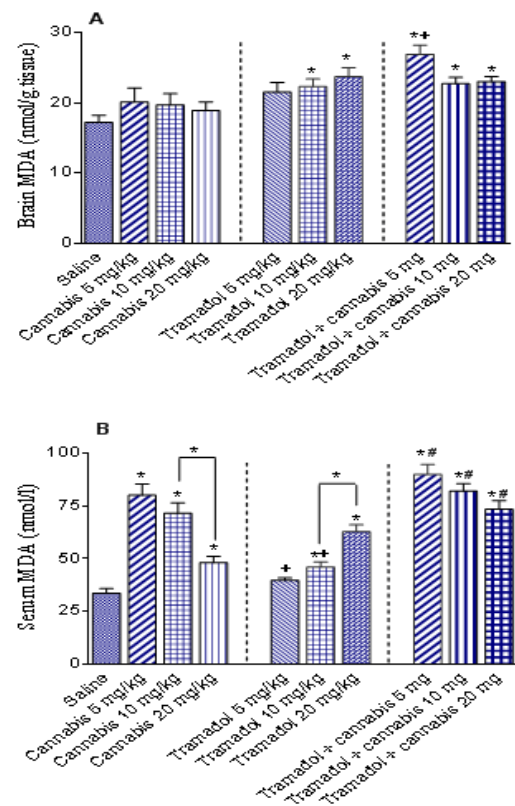 A
Brain MDA (nmol/g.tissue)
30
20
10
0
*
*
*+
*
*
Saline
Cannabis 5 mg/kg
Cannabis 10 mg/kg
Cannabis 20 mg/kg
Tramadol 5 mg/kg
Tramadol 10 mg/kg
Tramadol 20 mg/kg
Tramadol + cannabis 5 mg
Tramadol + cannabis 10 mg
Tramadol + cannabis 20 mg
B
Serum MDA (nmol/l)
100
75
50
25
0
*
*
*
*
+
*+
*
*
*#
*#
*#
Saline
Cannabis 5 mg/kg
Cannabis 10 mg/kg
Cannabis 20 mg/kg
Tramadol 5 mg/kg
Tramadol 10 mg/kg
Tramadol 20 mg/kg
Tramadol + cannabis 5 mg
Tramadol + cannabis 10 mg
Tramadol + cannabis 20 mg